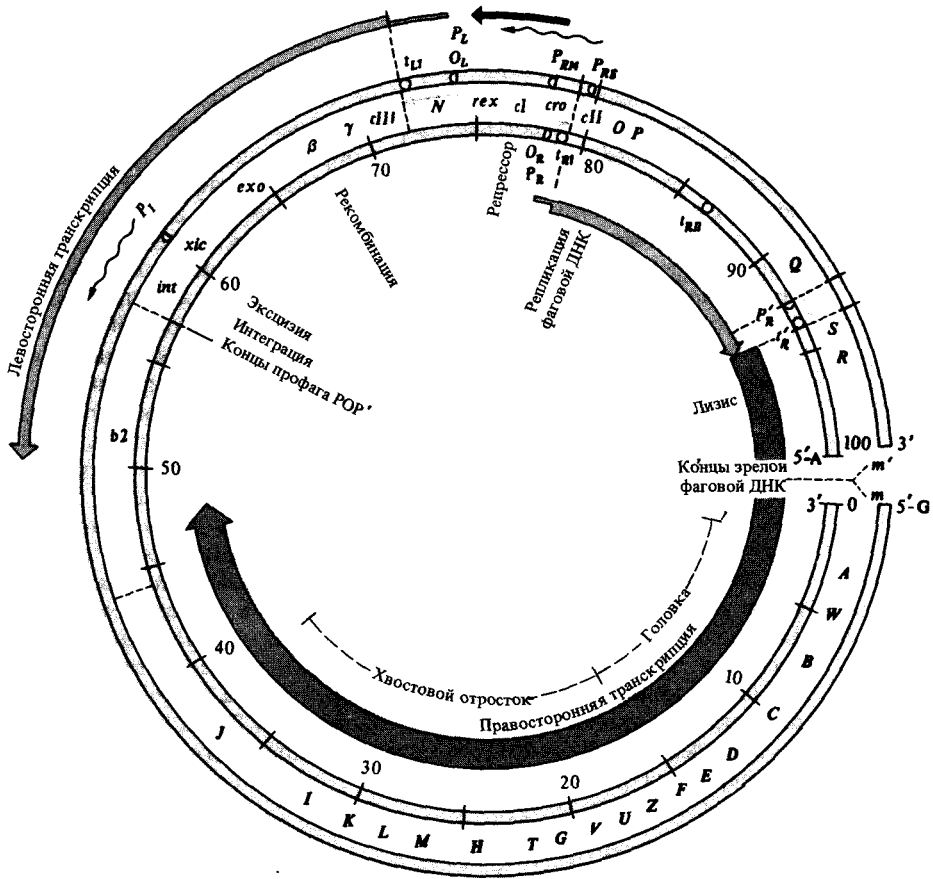 Левосторонняя транскрипция
P_L
O_L
t_L1
P_RM
P_RE
N
rex
cI
cro
cII
O P
β
γ
cIII
exo
xic
int
P_I
b2
70
80
60
90
50
40
30
20
10
O_R
P_R
t_R1
t_R2
Q
P'_R
t'_R
S
R
Репрессор
Репликация
фаговой ДНК
Рекомбинация
Эксцизия
Интеграция
Концы профага POP'
Лизис
Концы зрелой
фаговой ДНК
5'-A
100
3'
m'
m
3'
0
5'-G
A
W
B
C
D
E
F
Z
U
V
G
T
H
M
L
K
I
J
Головка
Хвостовой отросток
Правосторонняя транскрипция